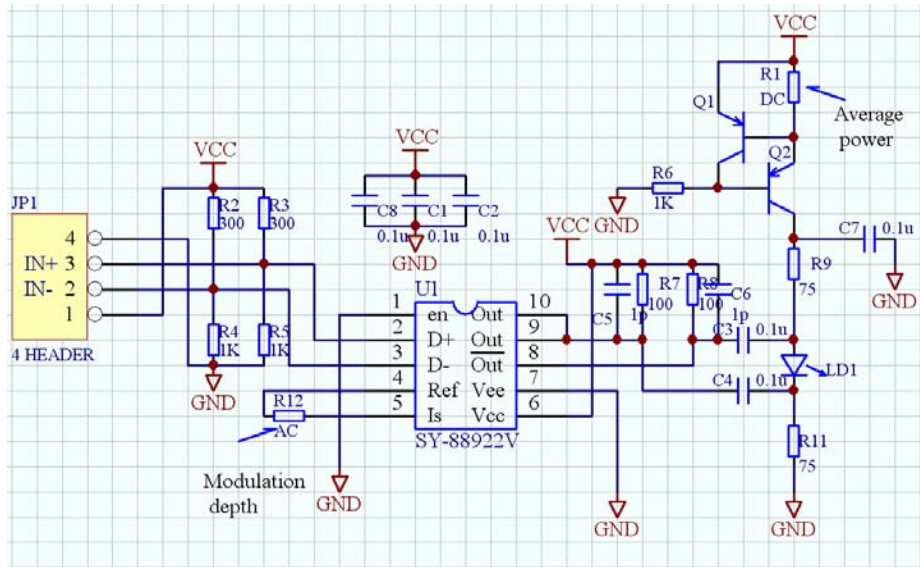 VCC
R1
DC
Q1
Average
power
Q2
VCC
VCC
R6
1K
GND
JP1
R2
300
R3
300
C8
C1
C2
0.1u
0.1u
0.1u
VCC
C7
0.1u
4
IN+ 3
IN- 2
1
GND
R9
75
GND
U1
R7
100
R8
100
C6
1p
C5
1p
R4
1K
R5
1K
4 HEADER
1 en Out 10
2 D+ Out 9
3 D- Out 8
4 Ref Vee 7
5 Is Vcc 6
C3 0.1u
LD1
C4 0.1u
GND
R12
AC
SY-88922V
R11
75
Modulation
depth
GND
GND
GND